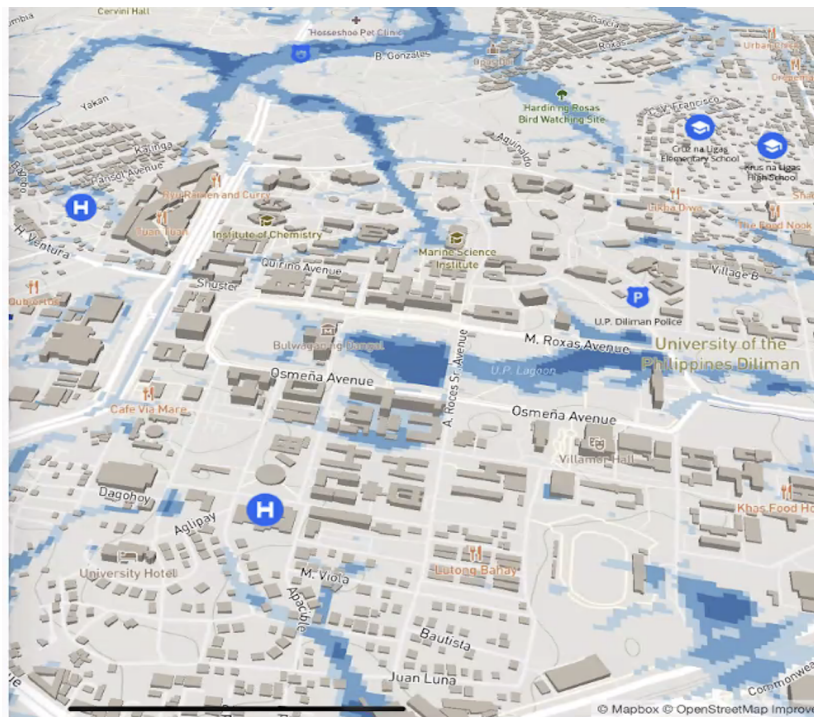 Cervini Hall
Horseshoe Pet Clinic
Garcia
Roxas
B. Gonzales
Yakan
Hardin ng Rosas
Bird Watching Site
Aguinaldo
Francisco
Kalinga
Pansol Avenue
Cruz na Ligas
Elementary School
Krus na Ligas
High School
H
H. Ventura
Institute of Chemistry
Marine Science
Institute
Quirino Avenue
Shuster
Village B
P
U.P. Diliman Police
Bulwagang Dangal
M. Roxas Avenue
University of the
Philippines Diliman
U.P. Lagoon
A. Roces Sr. Avenue
Osmeña Avenue
Osmeña Avenue
Cafe Via Mare
Villamor Hall
Dagohoy
H
Aglipay
Khas Food Ho
University Hotel
M. Viola
Lutong Bahay
Apacible
Bautista
Juan Luna
Commonwea
© Mapbox © OpenStreetMap Improve